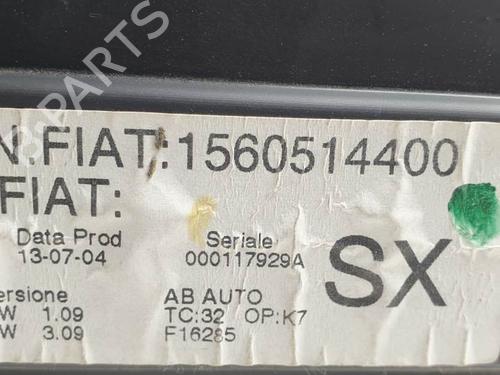 N.FIAT:1560514400
FIAT:
Data Prod
13-07-04
Seriale
000117929A
SX
ersione
W 1.09
W 3.09
AB AUTO
TC:32 OP:K7
F16285